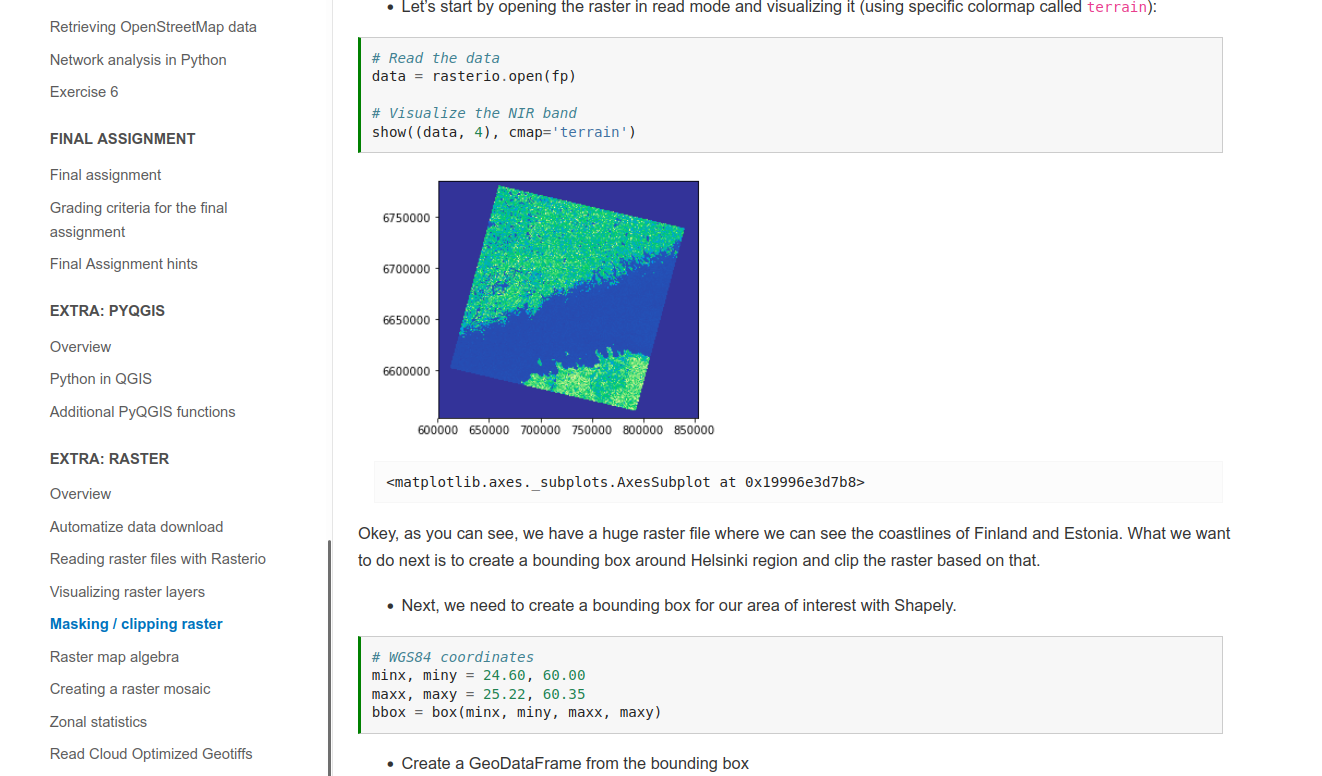 Retrieving OpenStreetMap data
Network analysis in Python
Exercise 6
FINAL ASSIGNMENT
Final assignment
Grading criteria for the final
assignment
Final Assignment hints
EXTRA: PYQGIS
Overview
Python in QGIS
Additional PyQGIS functions
EXTRA: RASTER
Overview
Automatize data download
Reading raster files with Rasterio
Visualizing raster layers
Masking / clipping raster
Raster map algebra
Creating a raster mosaic
Zonal statistics
Read Cloud Optimized Geotiffs
• Let's start by opening the raster in read mode and visualizing it (using specific colormap called terrain):
# Read the data
data = rasterio.open(fp)
# Visualize the NIR band
show((data, 4), cmap='terrain')
6750000
6700000
6650000
6600000
600000 650000 700000 750000 800000 850000
<matplotlib.axes._subplots.AxesSubplot at 0x19996e3d7b8>
Okey, as you can see, we have a huge raster file where we can see the coastlines of Finland and Estonia. What we want
to do next is to create a bounding box around Helsinki region and clip the raster based on that.
• Next, we need to create a bounding box for our area of interest with Shapely.
# WGS84 coordinates
minx, miny = 24.60, 60.00
maxx, maxy = 25.22, 60.35
bbox = box(minx, miny, maxx, maxy)
• Create a GeoDataFrame from the bounding box